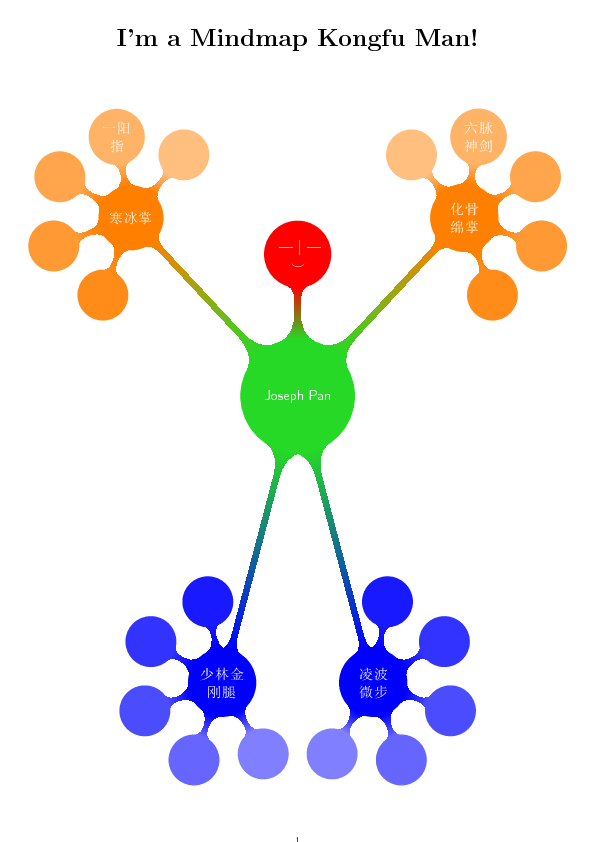 I'm a Mindmap Kongfu Man!
一阳
指
六脉
神剑
寒冰掌
化骨
绵掌
Joseph Pan
少林金
刚腿
凌波
微步
1